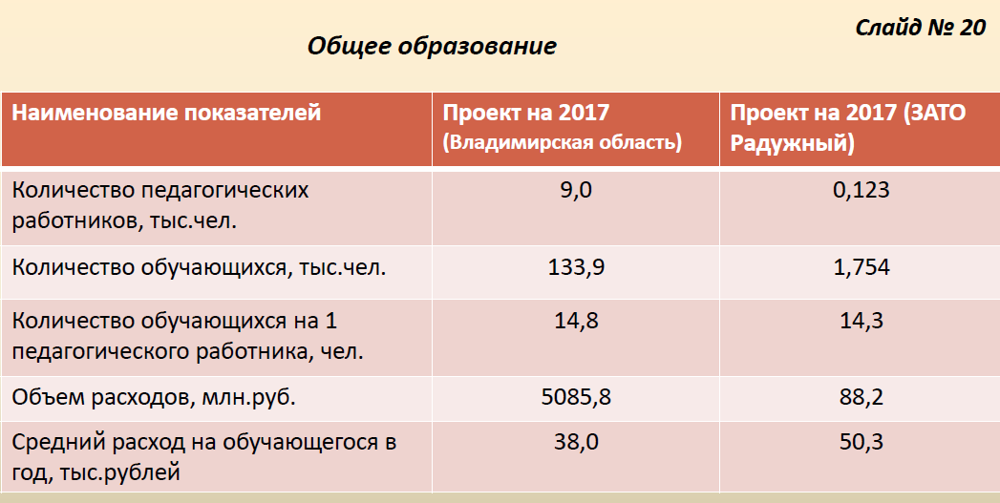 Слайд № 20
Общее образование
Наименование показателей
Проект на 2017
(Владимирская область)
Проект на 2017 (ЗАТО
Радужный)
Количество педагогических
работников, тыс.чел.
9,0
0,123
Количество обучающихся, тыс.чел.
133,9
1,754
Количество обучающихся на 1
педагогического работника, чел.
14,8
14,3
Объем расходов, млн.руб.
5085,8
88,2
Средний расход на обучающегося в
год, тыс.рублей
38,0
50,3